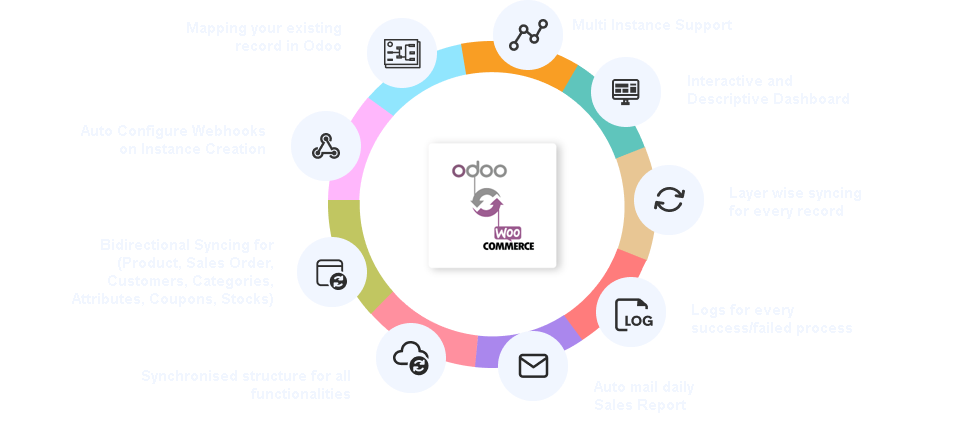 Mapping your existing
record in Odoo
Multi Instance Support
Interactive and
Descriptive Dashboard
Auto Configure Webhooks
on Instance Creation
odoo
WOO
COMMERCE
Layer wise syncing
for every record
Bidirectional Syncing for
(Product, Sales Order,
Customers, Categories,
Attributes, Coupons, Stocks)
LOG
Logs for every
success/failed process
Synchronised structure for all
functionalities
Auto mail daily
Sales Report